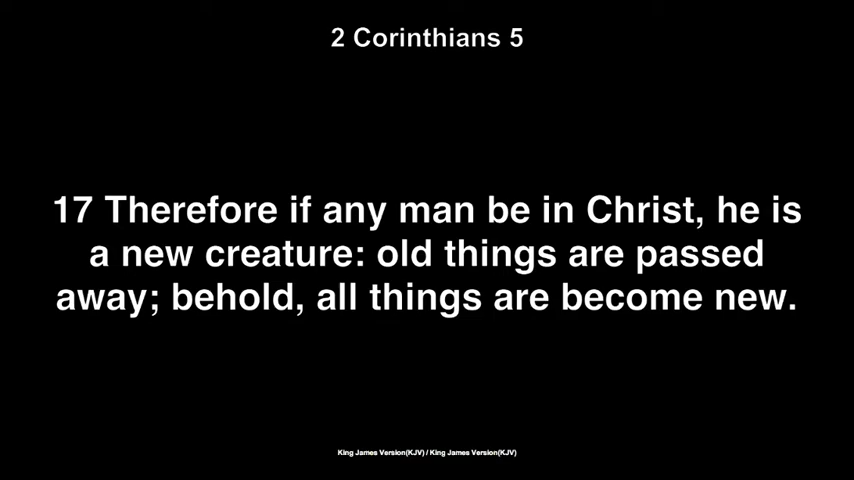 2 Corinthians 5
17 Therefore if any man be in Christ, he is
a new creature: old things are passed
away; behold, all things are become new.
King James Version(KJV) / King James Version(KJV)